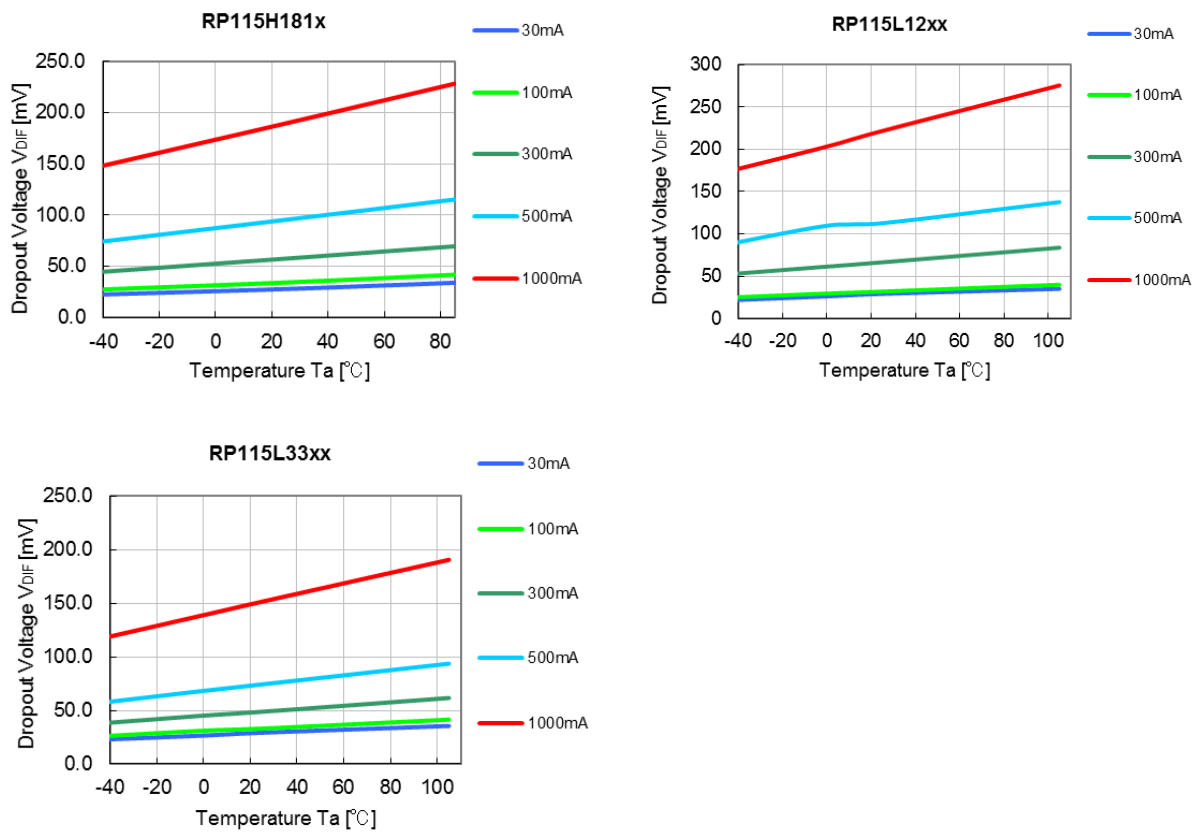 RP115H181x
Dropout Voltage VDIF [mV]
250.0
200.0
150.0
100.0
50.0
0.0
-40 -20 0 20 40 60 80
Temperature Ta [℃]
30mA
100mA
300mA
500mA
1000mA
RP115L12xx
Dropout Voltage VDIF [mV]
300
250
200
150
100
50
0
-40 -20 0 20 40 60 80 100
Temperature Ta [℃]
30mA
100mA
300mA
500mA
1000mA
RP115L33xx
Dropout Voltage VDIF [mV]
250.0
200.0
150.0
100.0
50.0
0.0
-40 -20 0 20 40 60 80 100
Temperature Ta [℃]
30mA
100mA
300mA
500mA
1000mA